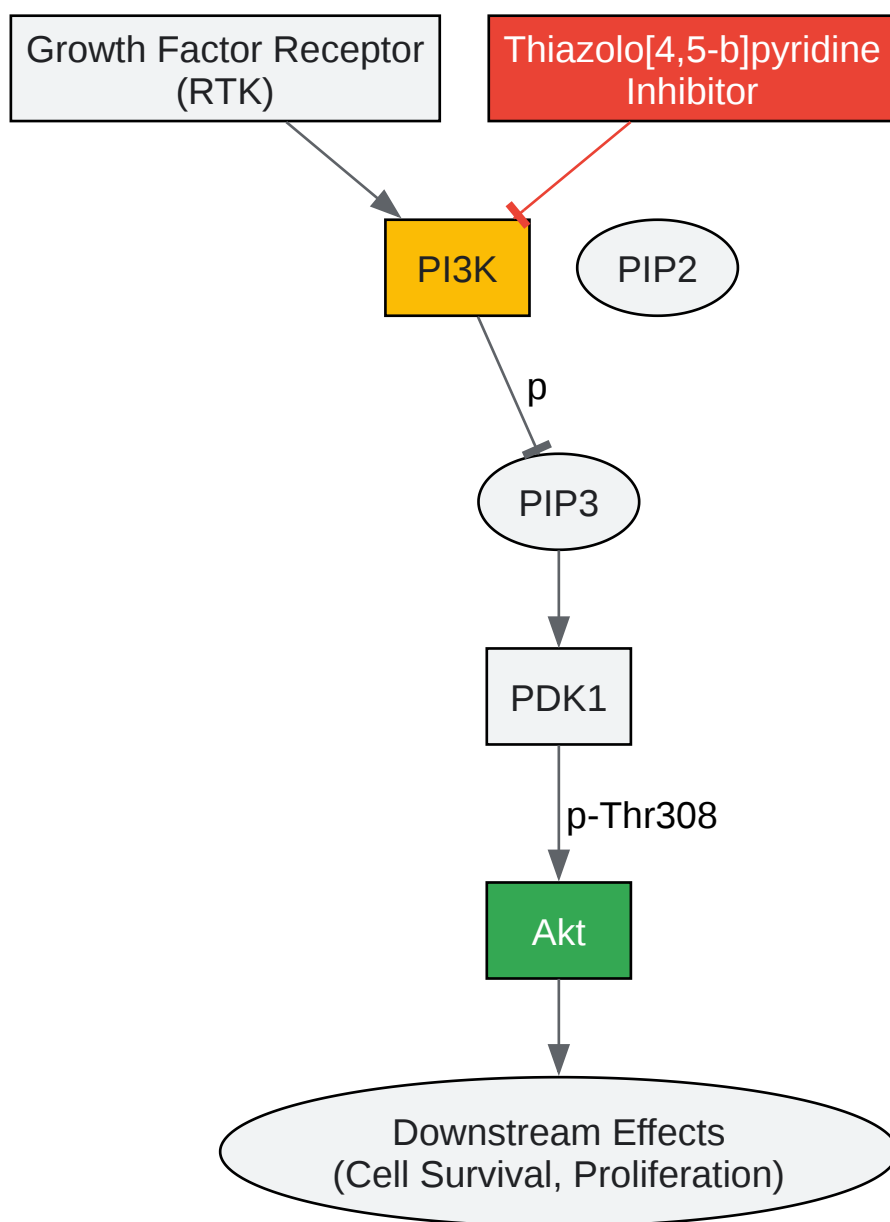 Growth Factor Receptor
(RTK)
Thiazolo[4,5-b]pyridine
Inhibitor
PI3K
PIP2
p
PIP3
PDK1
p-Thr308
Akt
Downstream Effects
(Cell Survival, Proliferation)